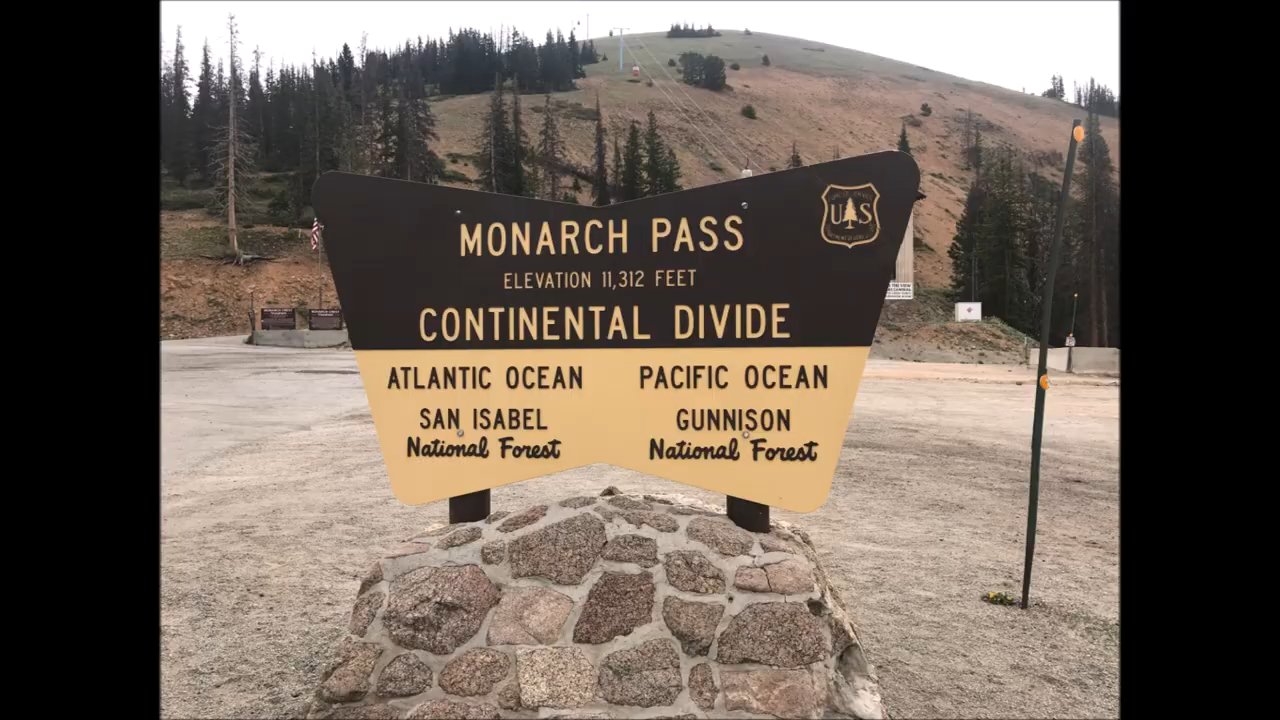 MONARCH PASS
ELEVATION 11,312 FEET
CONTINENTAL DIVIDE
US
ATLANTIC OCEAN
SAN ISABEL
National Forest
PACIFIC OCEAN
GUNNISON
National Forest